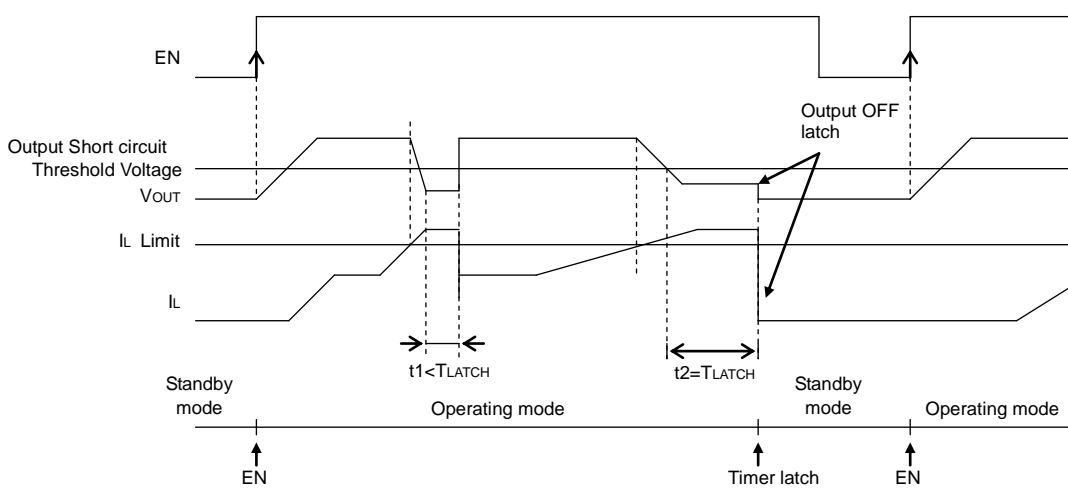 EN
Output OFF
latch
Output Short circuit
Threshold Voltage
VOUT
IL Limit
IL
t1<TLATCH
t2=TLATCH
Standby
mode
Operating mode
Standby
mode
Operating mode
EN
Timer latch
EN